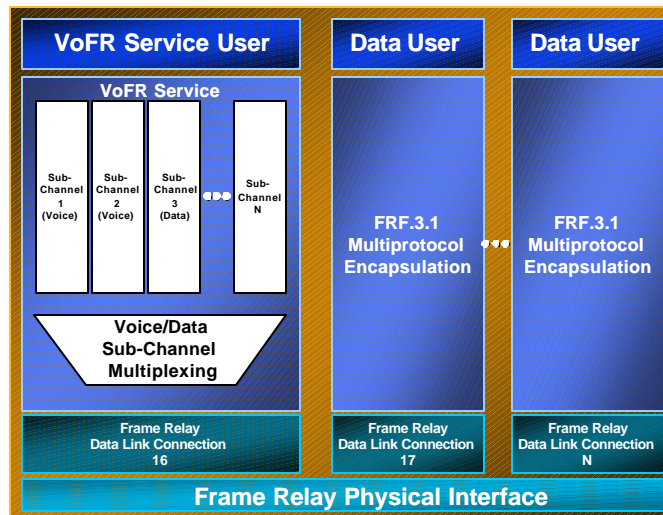 VoFR Service User
Data User
Data User
VoFR Service
Sub-
Channel
1
(Voice)
Sub-
Channel
2
(Voice)
Sub-
Channel
3
(Data)
Sub-
Channel
N
FRF.3.1
Multiprotocol
Encapsulation
FRF.3.1
Multiprotocol
Encapsulation
Voice/Data
Sub-Channel
Multiplexing
Frame Relay
Data Link Connection
16
Frame Relay
Data Link Connection
17
Frame Relay
Data Link Connection
N
Frame Relay Physical Interface